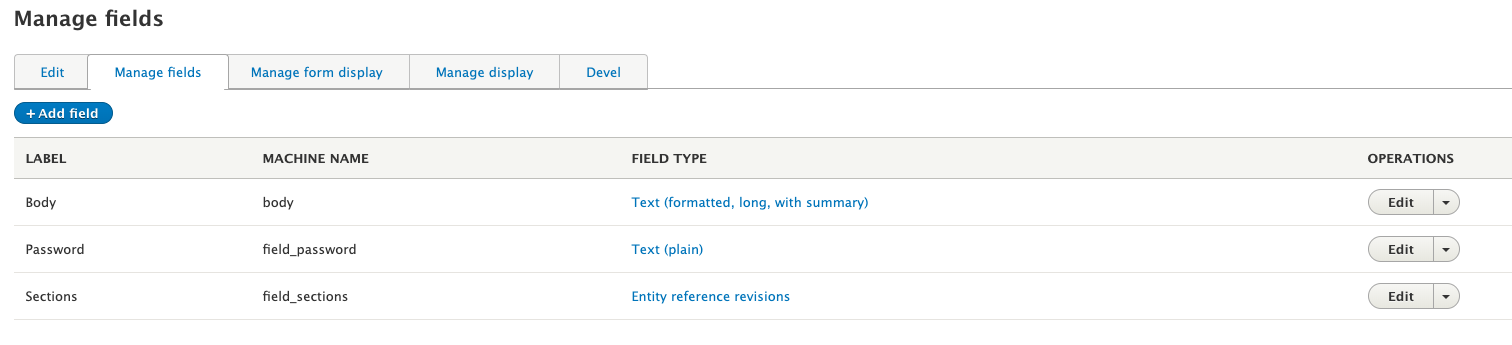 Manage fields
Edit Manage fields Manage form display Manage display Devel
+ Add field
LABEL MACHINE NAME FIELD TYPE OPERATIONS
Body body Text (formatted, long, with summary) Edit
Password field_password Text (plain) Edit
Sections field_sections Entity reference revisions Edit